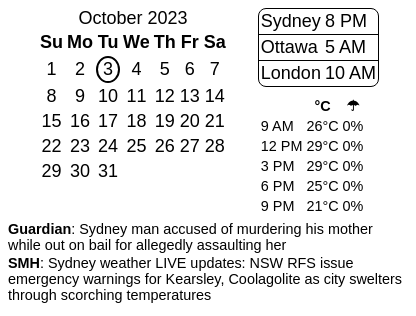 October 2023
Su Mo Tu We Th Fr Sa
1 2 3 4 5 6 7
8 9 10 11 12 13 14
15 16 17 18 19 20 21
22 23 24 25 26 27 28
29 30 31
Sydney 8 PM
Ottawa 5 AM
London 10 AM
°C ☂
9 AM 26°C 0%
12 PM 29°C 0%
3 PM 29°C 0%
6 PM 25°C 0%
9 PM 21°C 0%
Guardian: Sydney man accused of murdering his mother
while out on bail for allegedly assaulting her
SMH: Sydney weather LIVE updates: NSW RFS issue
emergency warnings for Kearsley, Coolagolite as city swelters
through scorching temperatures